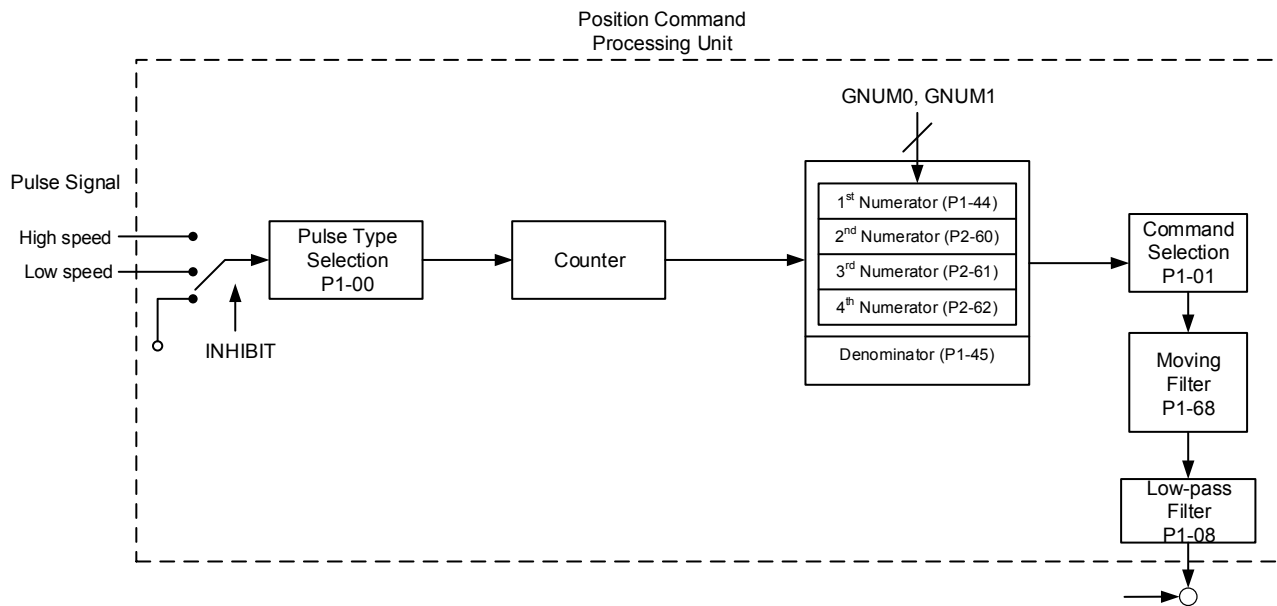 Position Command
Processing Unit
GNUM0, GNUM1
Pulse Signal
High speed
Low speed
INHIBIT
Pulse Type
Selection
P1-00
Counter
1st Numerator (P1-44)
2nd Numerator (P2-60)
3rd Numerator (P2-61)
4th Numerator (P2-62)
Denominator (P1-45)
Command
Selection
P1-01
Moving
Filter
P1-68
Low-pass
Filter
P1-08